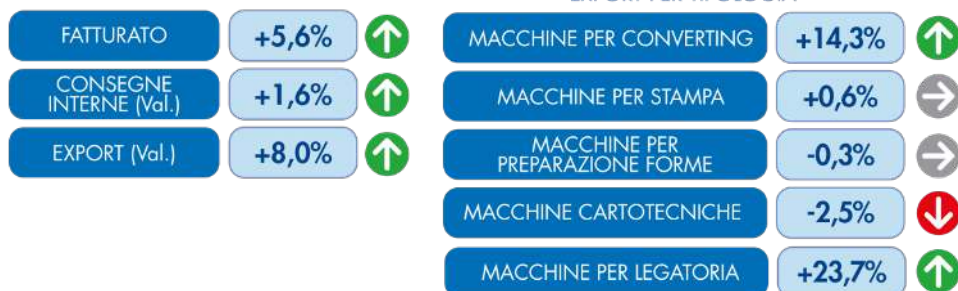 FATTURATO +5,6%
CONSEGNE
INTERNE (Val.) +1,6%
EXPORT (Val.) +8,0%
MACCHINE PER CONVERTING +14,3%
MACCHINE PER STAMPA +0,6%
MACCHINE PER
PREPARAZIONE FORME -0,3%
MACCHINE CARTOTECNICHE -2,5%
MACCHINE PER LEGATORIA +23,7%